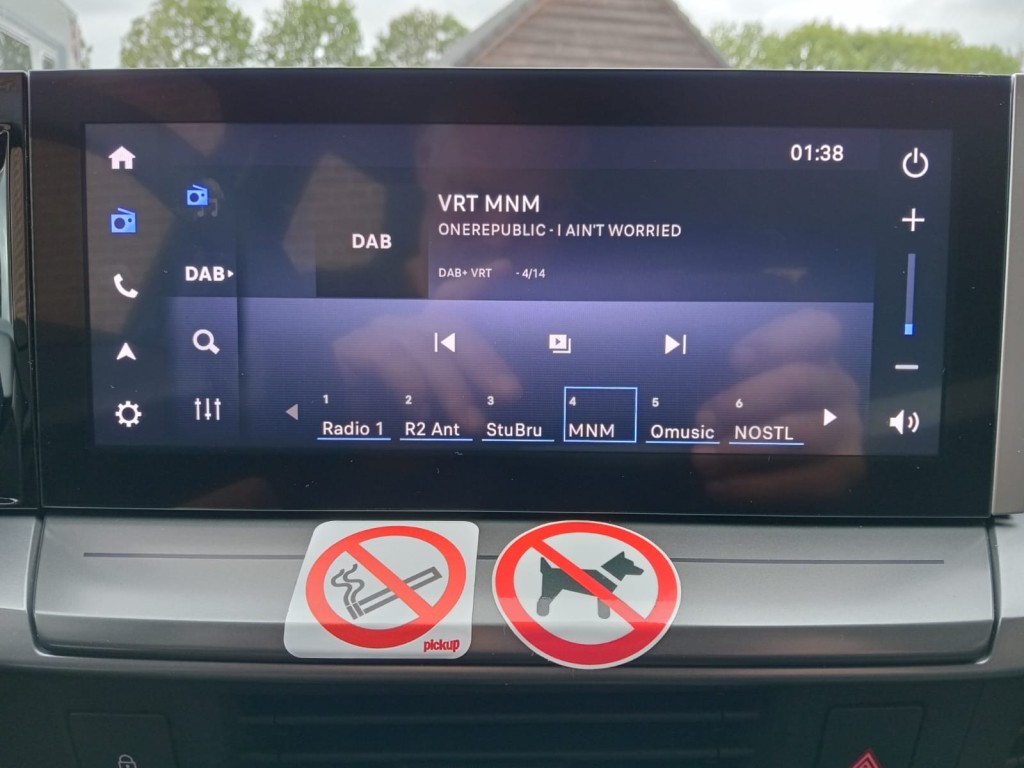 01:38
VRT MNM
ONEREPUBLIC - I AIN'T WORRIED
DAB
DAB+ VRT - 4/14
DAB
1 2 3 4 5 6
Radio 1 R2 Ant StuBru MNM Qmusic NOSTL
pickup